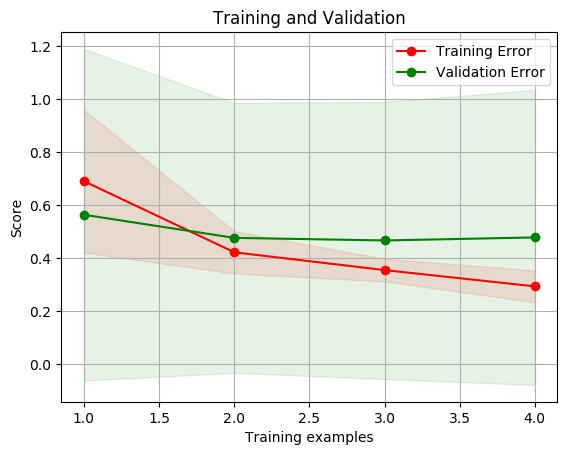 Training and Validation
Training Error
Validation Error
Score
1.2
1.0
0.8
0.6
0.4
0.2
0.0
1.0 1.5 2.0 2.5 3.0 3.5 4.0
Training examples